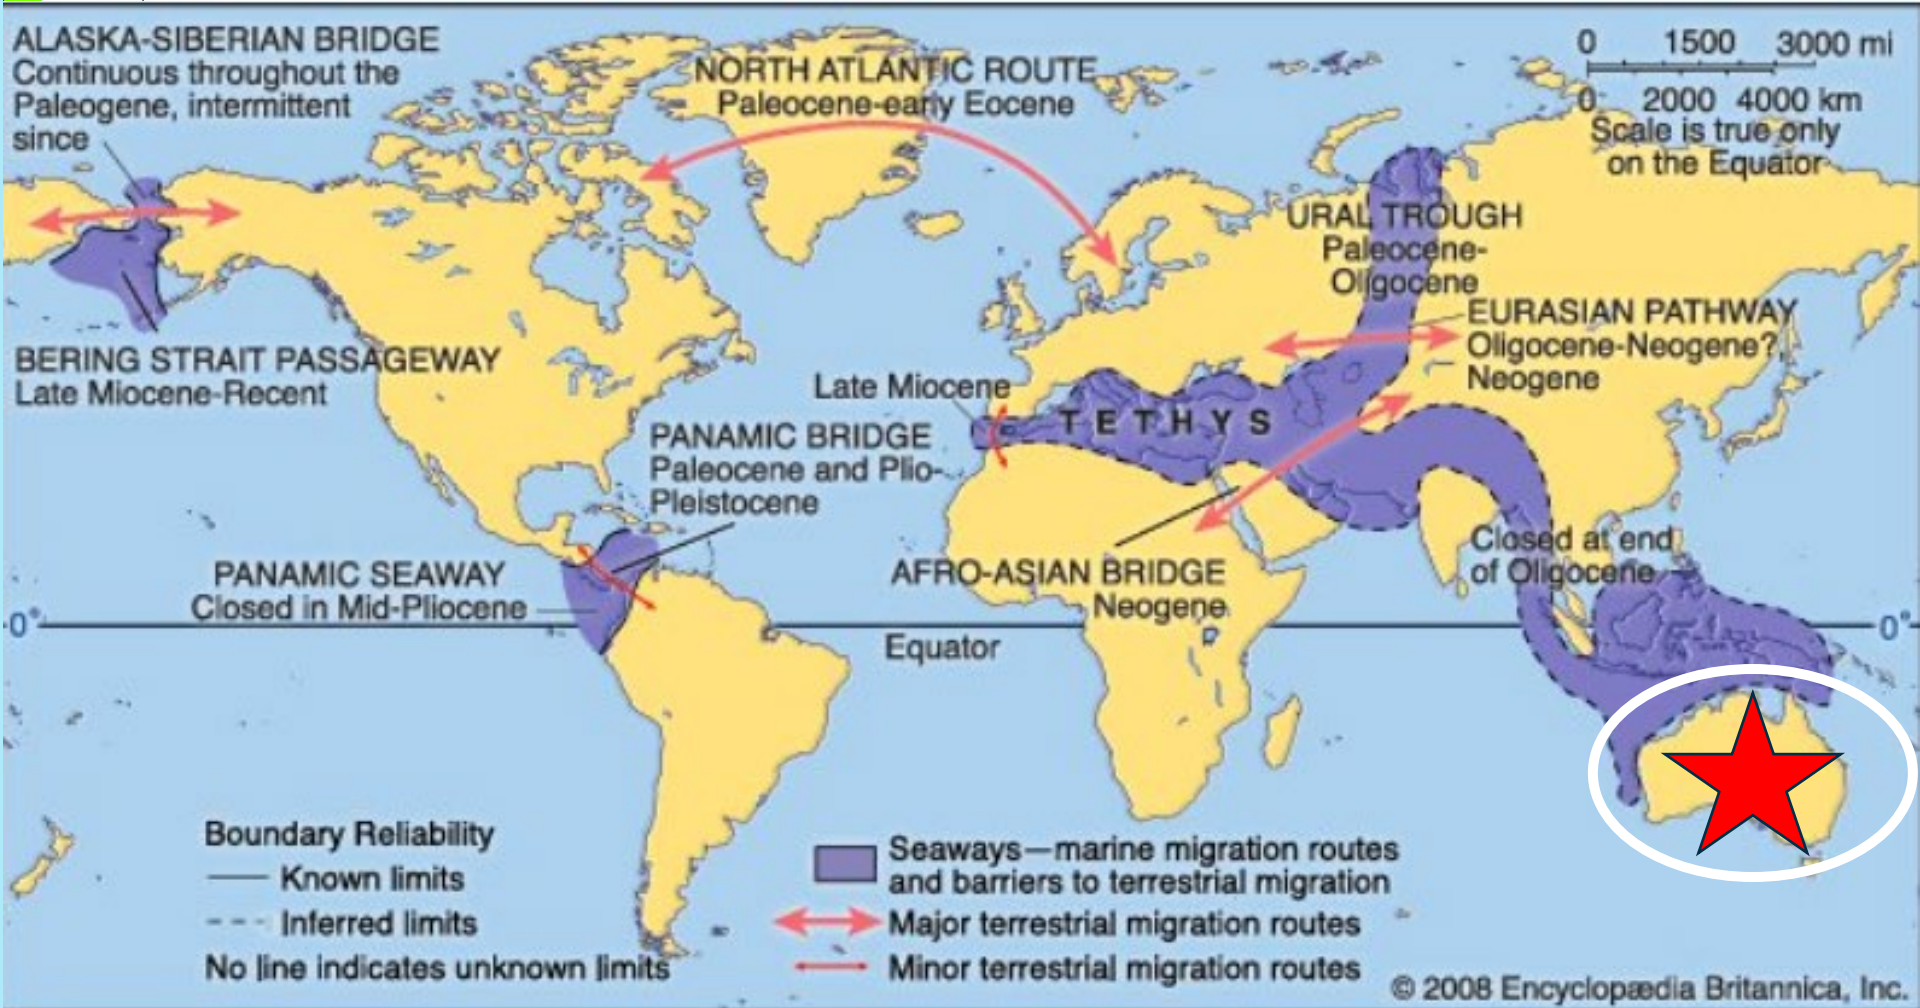 ALASKA-SIBERIAN BRIDGE
Continuous throughout the
Paleogene, intermittent
since
NORTH ATLANTIC ROUTE
Paleocene-early Eocene
0 1500 3000 mi
0 2000 4000 km
Scale is true only
on the Equator
URAL TROUGH
Paleocene-
Oligocene
EURASIAN PATHWAY
Oligocene-Neogene?,
Neogene
BERING STRAIT PASSAGEWAY
Late Miocene-Recent
Late Miocene
TETHYS
PANAMIC BRIDGE
Paleocene and Plio-
Pleistocene
Closed at end
of Oligocene
PANAMIC SEAWAY
Closed in Mid-Pliocene
AFRO-ASIAN BRIDGE
Neogene
0°
0°
Equator
Boundary Reliability
Known limits
Inferred limits
No line indicates unknown limits
Seaways—marine migration routes
and barriers to terrestrial migration
Major terrestrial migration routes
Minor terrestrial migration routes
© 2008 Encyclopædia Britannica, Inc.